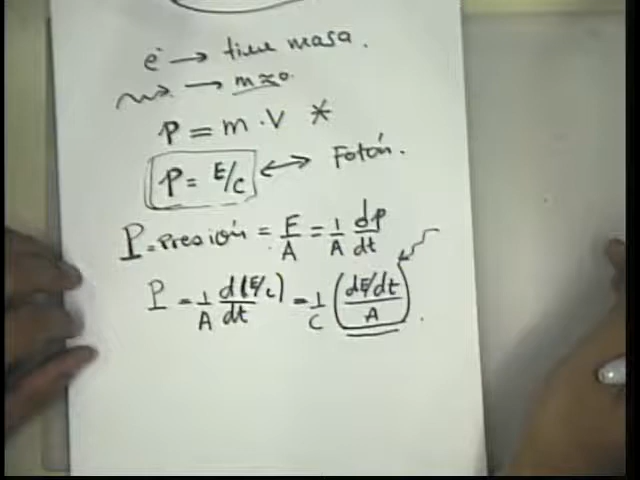 e⁻ → tiene masa.
→ m≈0.
P = m · V *
P = E/c ↔ Fotón.
P = Presión = F/A = 1/A dp/dt
P = 1/A d(E/c)/dt = 1/c (dE/dt / A).